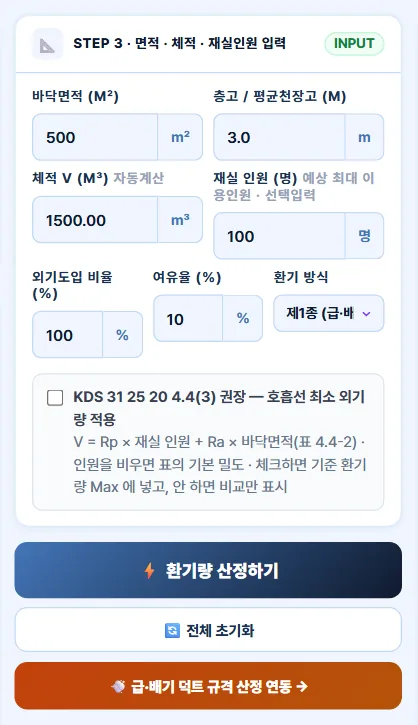 STEP 3 · 면적 · 체적 · 재실인원 입력
INPUT
바닥면적 (M²)
500
m²
층고 / 평균천장고 (M)
3.0
m
체적 V (M³) 자동계산
1500.00
m³
재실 인원 (명) 예상 최대 이
용인원 · 선택입력
100
명
외기도입 비율
(%)
100
%
여유율 (%)
10
%
환기 방식
제1종 (급·배
KDS 31 25 20 4.4(3) 권장 — 호흡선 최소 외기
량 적용
V = Rp × 재실 인원 + Ra × 바닥면적(표 4.4-2) ·
인원을 비우면 표의 기본 밀도 · 체크하면 기준 환기
량 Max 에 넣고, 안 하면 비교만 표시
환기량 산정하기
전체 초기화
급·배기 덕트 규격 산정 연동 →